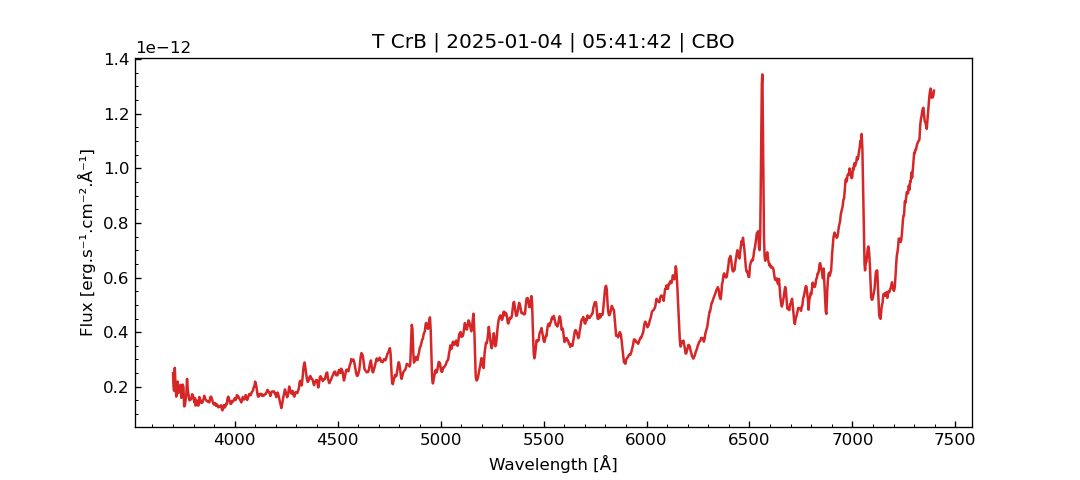 T CrB | 2025-01-04 | 05:41:42 | CBO
1e−12
1.4
1.2
1.0
0.8
0.6
0.4
0.2
Flux [erg.s⁻¹.cm⁻².Å⁻¹]
4000 4500 5000 5500 6000 6500 7000 7500
Wavelength [Å]